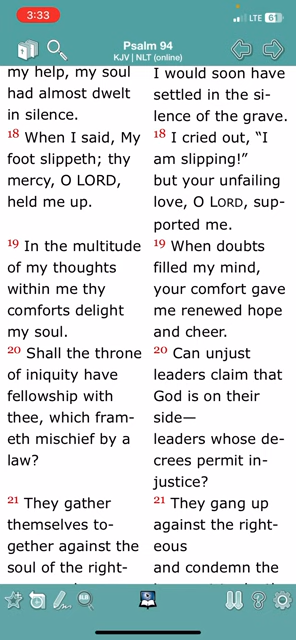 3:33
LTE 61
Psalm 94
KJV | NLT (online)
my help, my soul
had almost dwelt
in silence.
18 When I said, My
foot slippeth; thy
mercy, O LORD,
held me up.
19 In the multitude
of my thoughts
within me thy
comforts delight
my soul.
20 Shall the throne
of iniquity have
fellowship with
thee, which fram-
eth mischief by a
law?
21 They gather
themselves to-
gether against the
soul of the right-
I would soon have
settled in the si-
lence of the grave.
18 I cried out, “I
am slipping!”
but your unfailing
love, O LORD, sup-
ported me.
19 When doubts
filled my mind,
your comfort gave
me renewed hope
and cheer.
20 Can unjust
leaders claim that
God is on their
side—
leaders whose de-
crees permit in-
justice?
21 They gang up
against the right-
eous
and condemn the